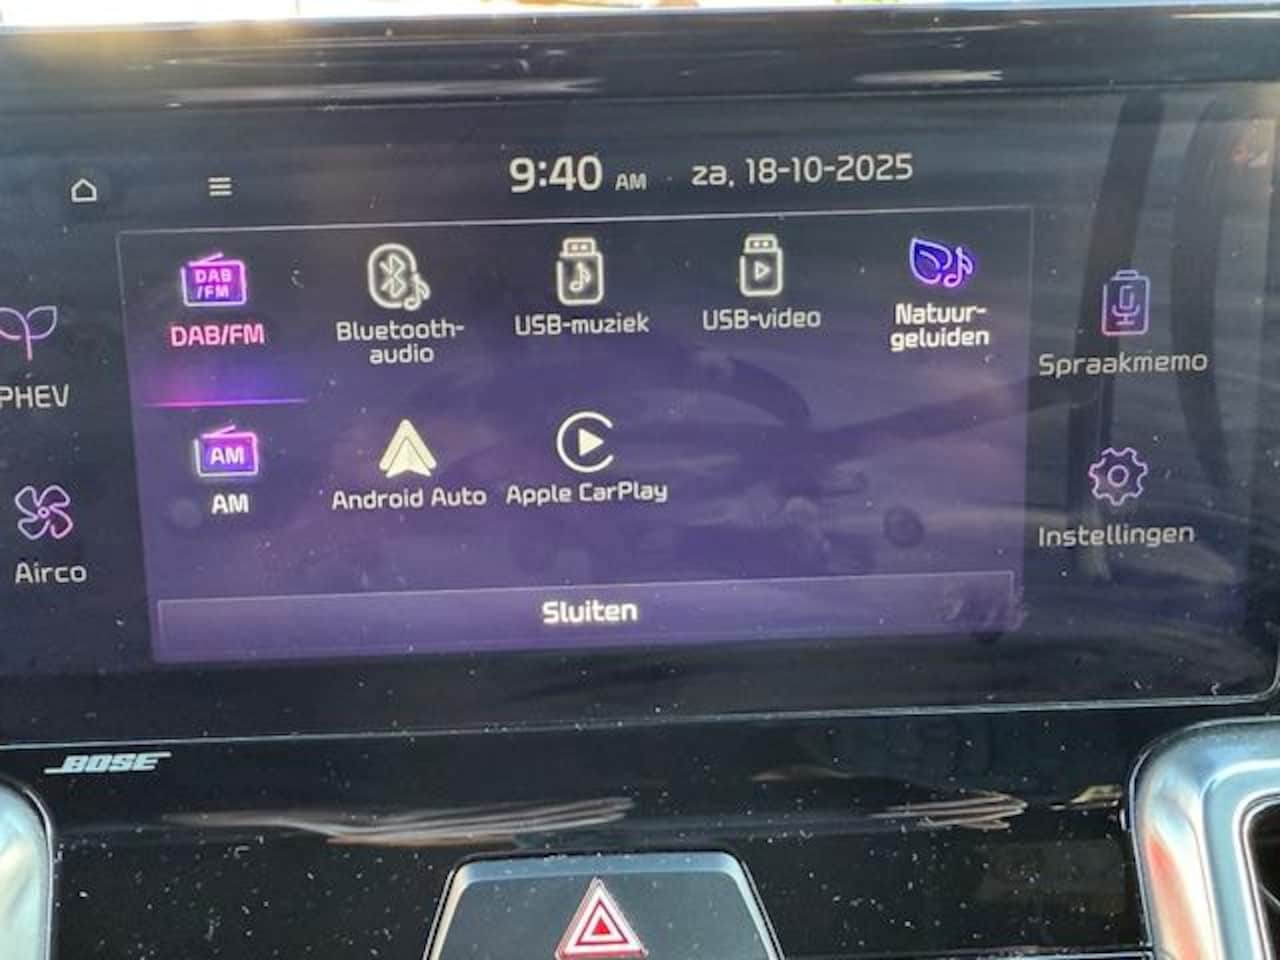 9:40 AM za, 18-10-2025
DAB
/FM
DAB/FM
Bluetooth-
audio
USB-muziek
USB-video
Natuur-
geluiden
Spraakmemo
PHEV
AM
AM
Android Auto
Apple CarPlay
Instellingen
Airco
Sluiten
BOSE